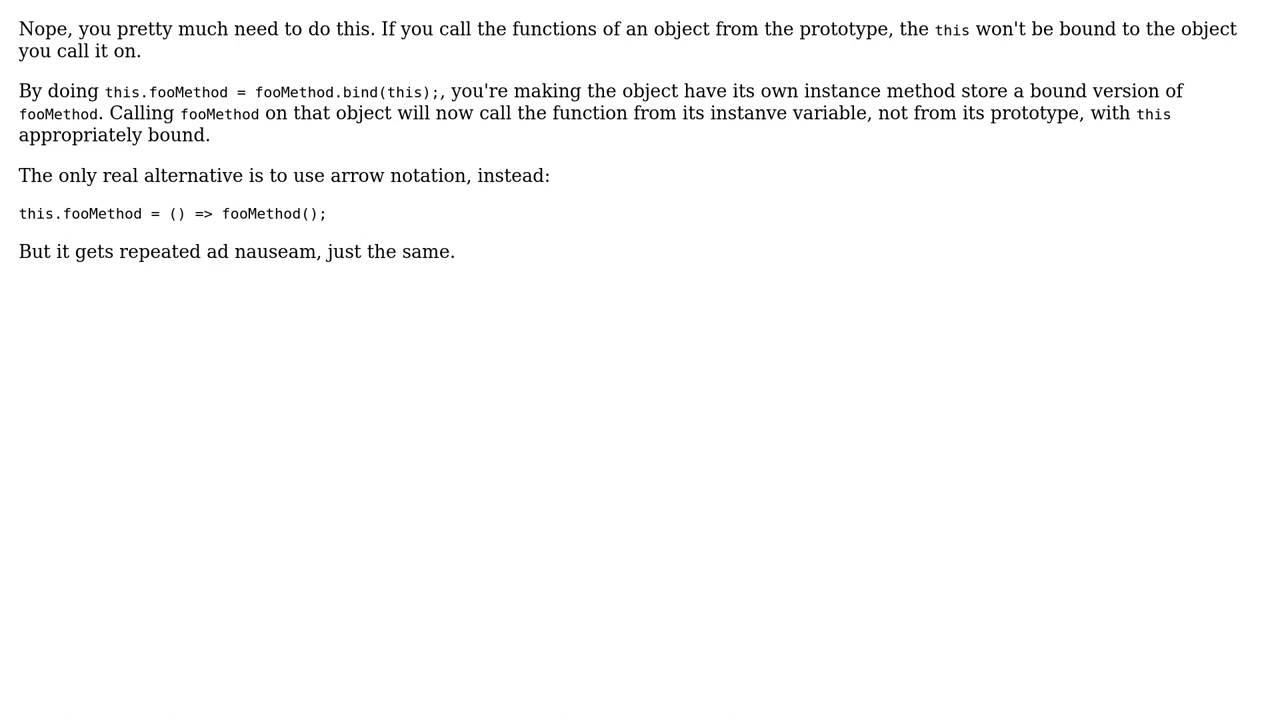 Nope, you pretty much need to do this. If you call the functions of an object from the prototype, the this won't be bound to the object
you call it on.
By doing this.fooMethod = fooMethod.bind(this);, you're making the object have its own instance method store a bound version of
fooMethod. Calling fooMethod on that object will now call the function from its instanve variable, not from its prototype, with this
appropriately bound.
The only real alternative is to use arrow notation, instead:
this.fooMethod = () => fooMethod();
But it gets repeated ad nauseam, just the same.